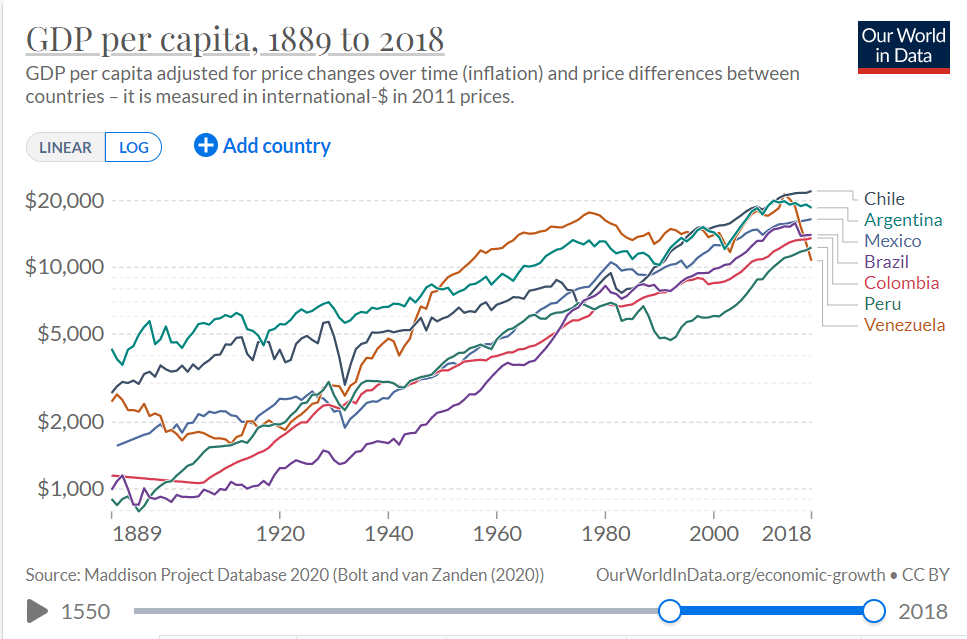 GDP per capita, 1889 to 2018
Our World
in Data
GDP per capita adjusted for price changes over time (inflation) and price differences between
countries – it is measured in international-$ in 2011 prices.
LINEAR
LOG
Add country
$20,000
$10,000
$5,000
$2,000
$1,000
Chile
Argentina
Mexico
Brazil
Colombia
Peru
Venezuela
1889
1920
1940
1960
1980
2000
2018
Source: Maddison Project Database 2020 (Bolt and van Zanden (2020))
OurWorldInData.org/economic-growth • CC BY
1550
2018